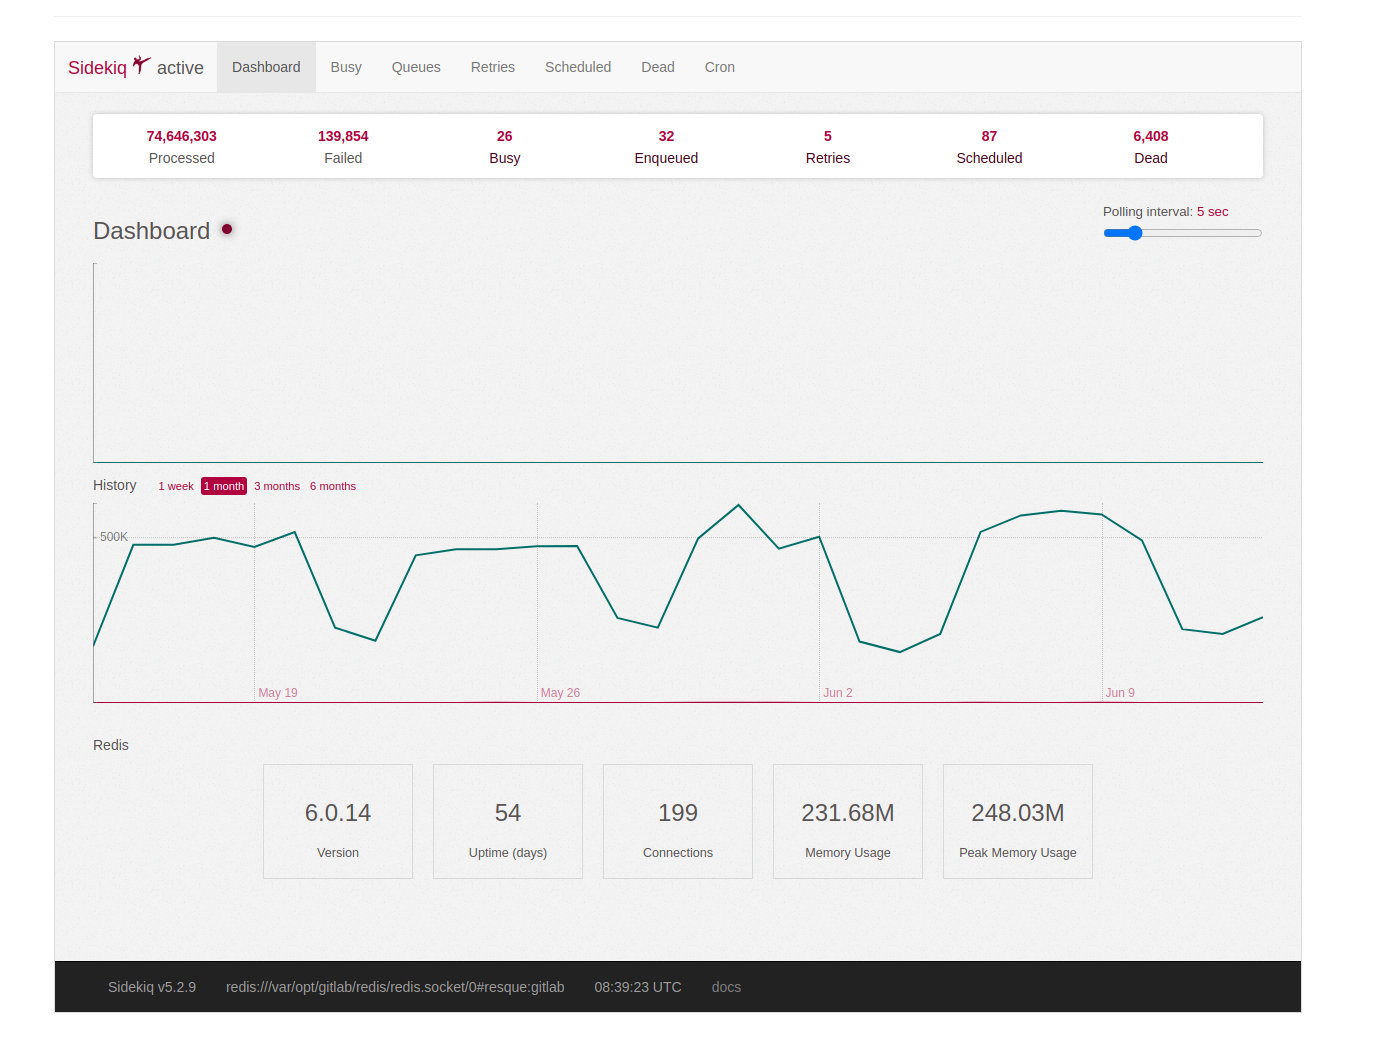 Sidekiq active Dashboard Busy Queues Retries Scheduled Dead Cron
74,646,303 139,854 26 32 5 87 6,408
Processed Failed Busy Enqueued Retries Scheduled Dead
Polling interval: 5 sec
Dashboard
History 1 week 1 month 3 months 6 months
500K
May 19 May 26 Jun 2 Jun 9
Redis
6.0.14 54 199 231.68M 248.03M
Version Uptime (days) Connections Memory Usage Peak Memory Usage
Sidekiq v5.2.9 redis:///var/opt/gitlab/redis/redis.socket/0#resque:gitlab 08:39:23 UTC docs